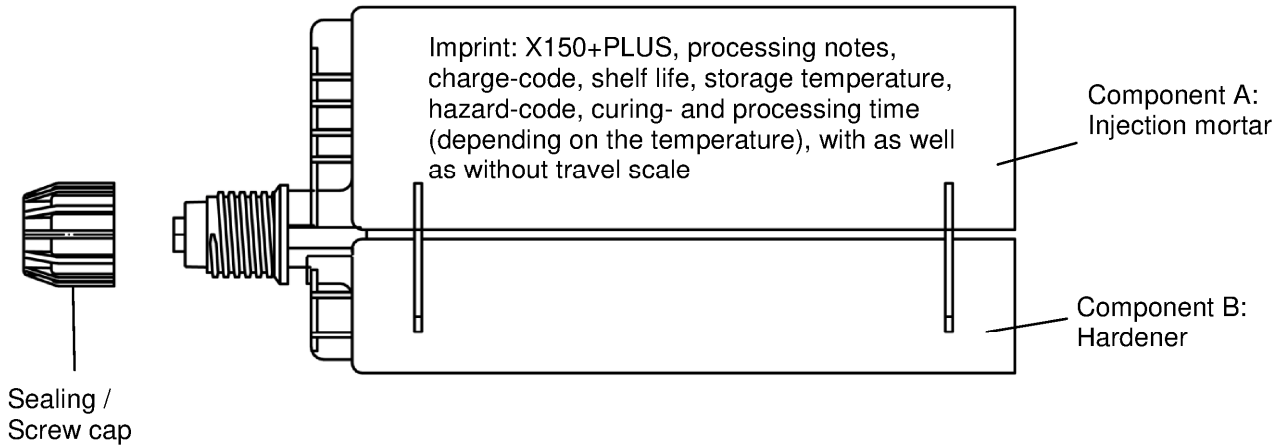 Imprint: X150+PLUS, processing notes,
charge-code, shelf life, storage temperature,
hazard-code, curing- and processing time
(depending on the temperature), with as well
as without travel scale
Component A:
Injection mortar
Component B:
Hardener
Sealing /
Screw cap